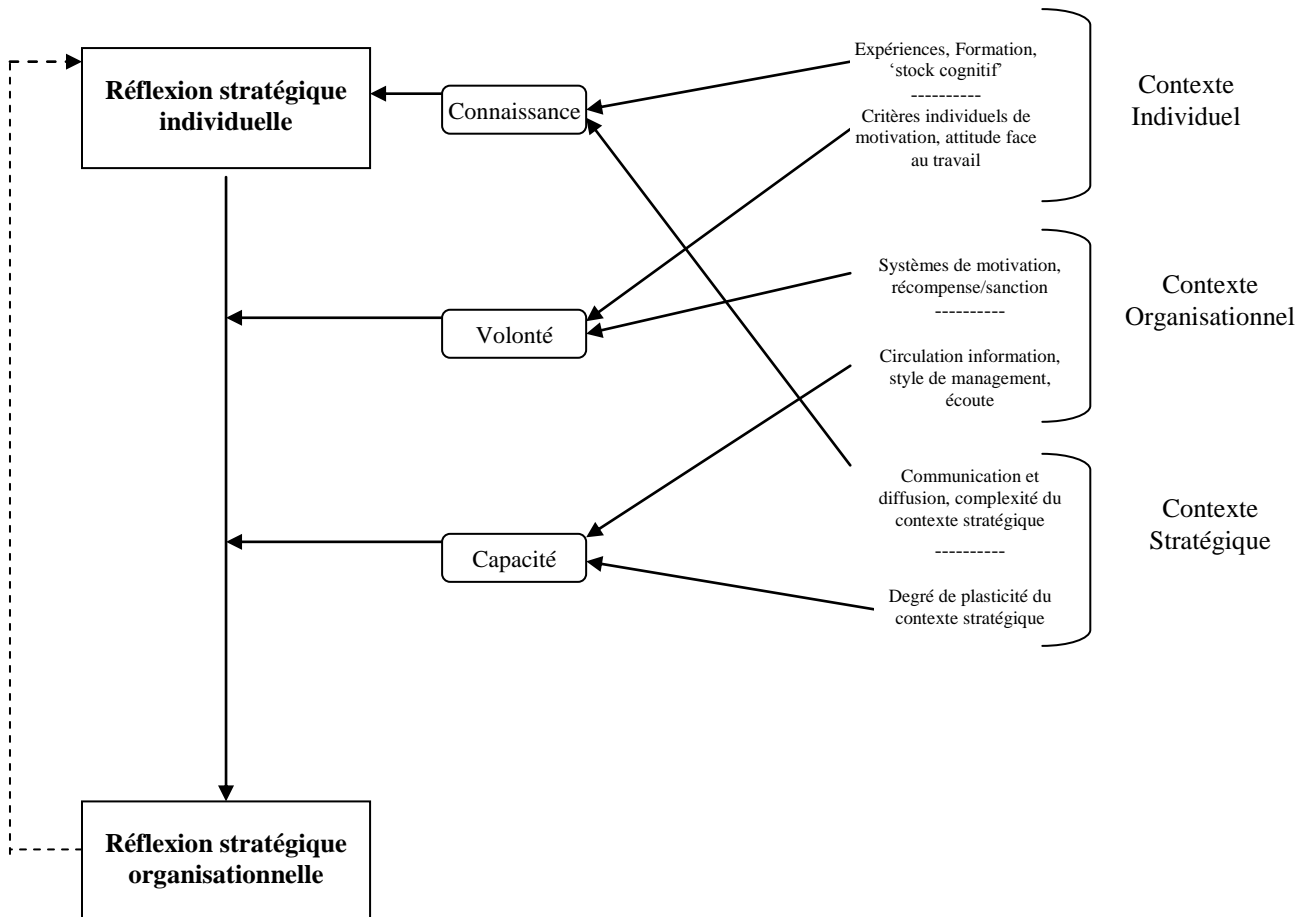 Réflexion stratégique
individuelle
Connaissance
Expériences, Formation,
‘stock cognitif’
----------
Critères individuels de
motivation, attitude face
au travail
Contexte
Individuel
Volonté
Systèmes de motivation,
récompense/sanction
----------
Circulation information,
style de management,
écoute
Contexte
Organisationnel
Capacité
Communication et
diffusion, complexité du
contexte stratégique
----------
Degré de plasticité du
contexte stratégique
Contexte
Stratégique
Réflexion stratégique
organisationnelle